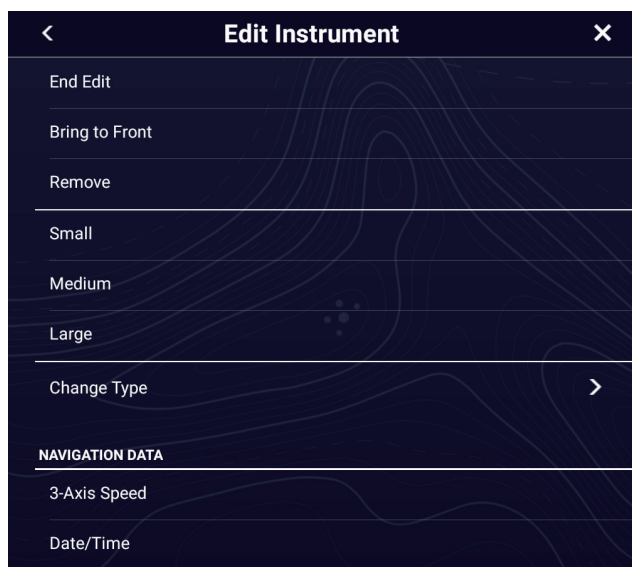 Edit Instrument
End Edit
Bring to Front
Remove
Small
Medium
Large
Change Type
NAVIGATION DATA
3-Axis Speed
Date/Time